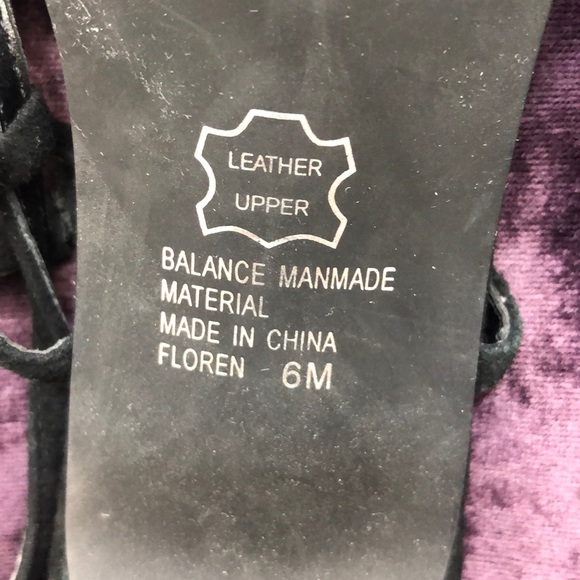 LEATHER
UPPER
BALANCE MANMADE
MATERIAL
MADE IN CHINA
FLOREN 6M